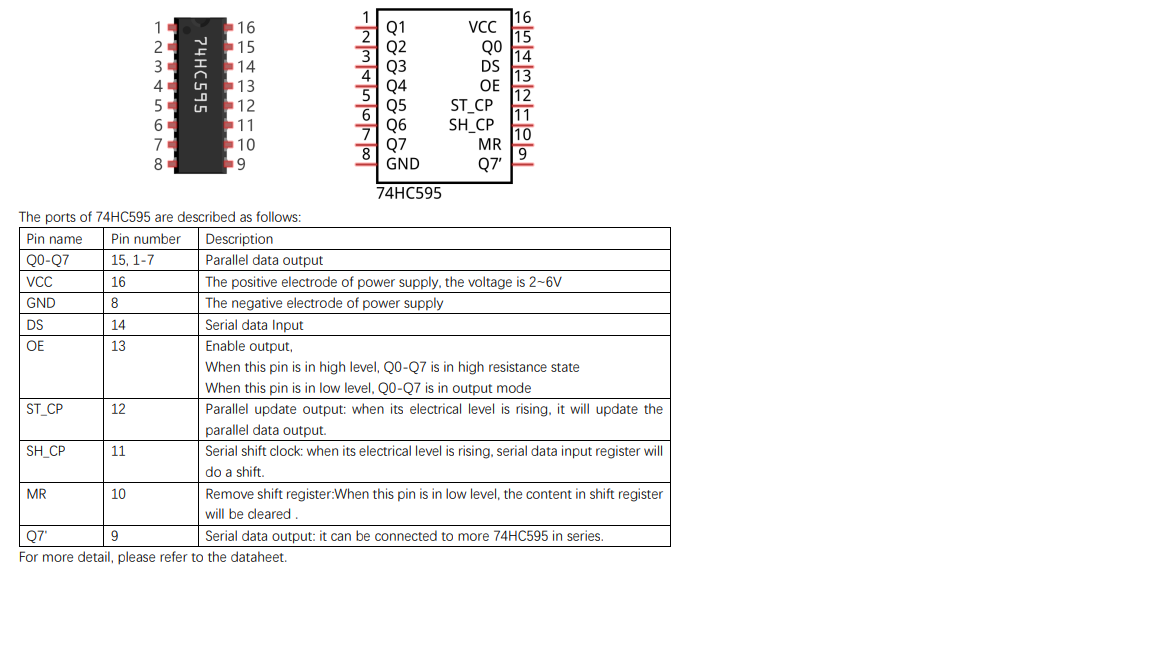 1 16
2 15
3 14
4 13
5 12
6 11
7 10
8 9
74HC595
1 Q1 VCC 16
2 Q2 Q0 15
3 Q3 DS 14
4 Q4 OE 13
5 Q5 ST_CP 12
6 Q6 SH_CP 11
7 Q7 MR 10
8 GND Q7' 9
74HC595
The ports of 74HC595 are described as follows:
Pin name Pin number Description
Q0-Q7 15, 1-7 Parallel data output
VCC 16 The positive electrode of power supply, the voltage is 2~6V
GND 8 The negative electrode of power supply
DS 14 Serial data Input
OE 13 Enable output,
When this pin is in high level, Q0-Q7 is in high resistance state
When this pin is in low level, Q0-Q7 is in output mode
ST_CP 12 Parallel update output: when its electrical level is rising, it will update the
parallel data output.
SH_CP 11 Serial shift clock: when its electrical level is rising, serial data input register will
do a shift.
MR 10 Remove shift register:When this pin is in low level, the content in shift register
will be cleared .
Q7' 9 Serial data output: it can be connected to more 74HC595 in series.
For more detail, please refer to the dataheet.